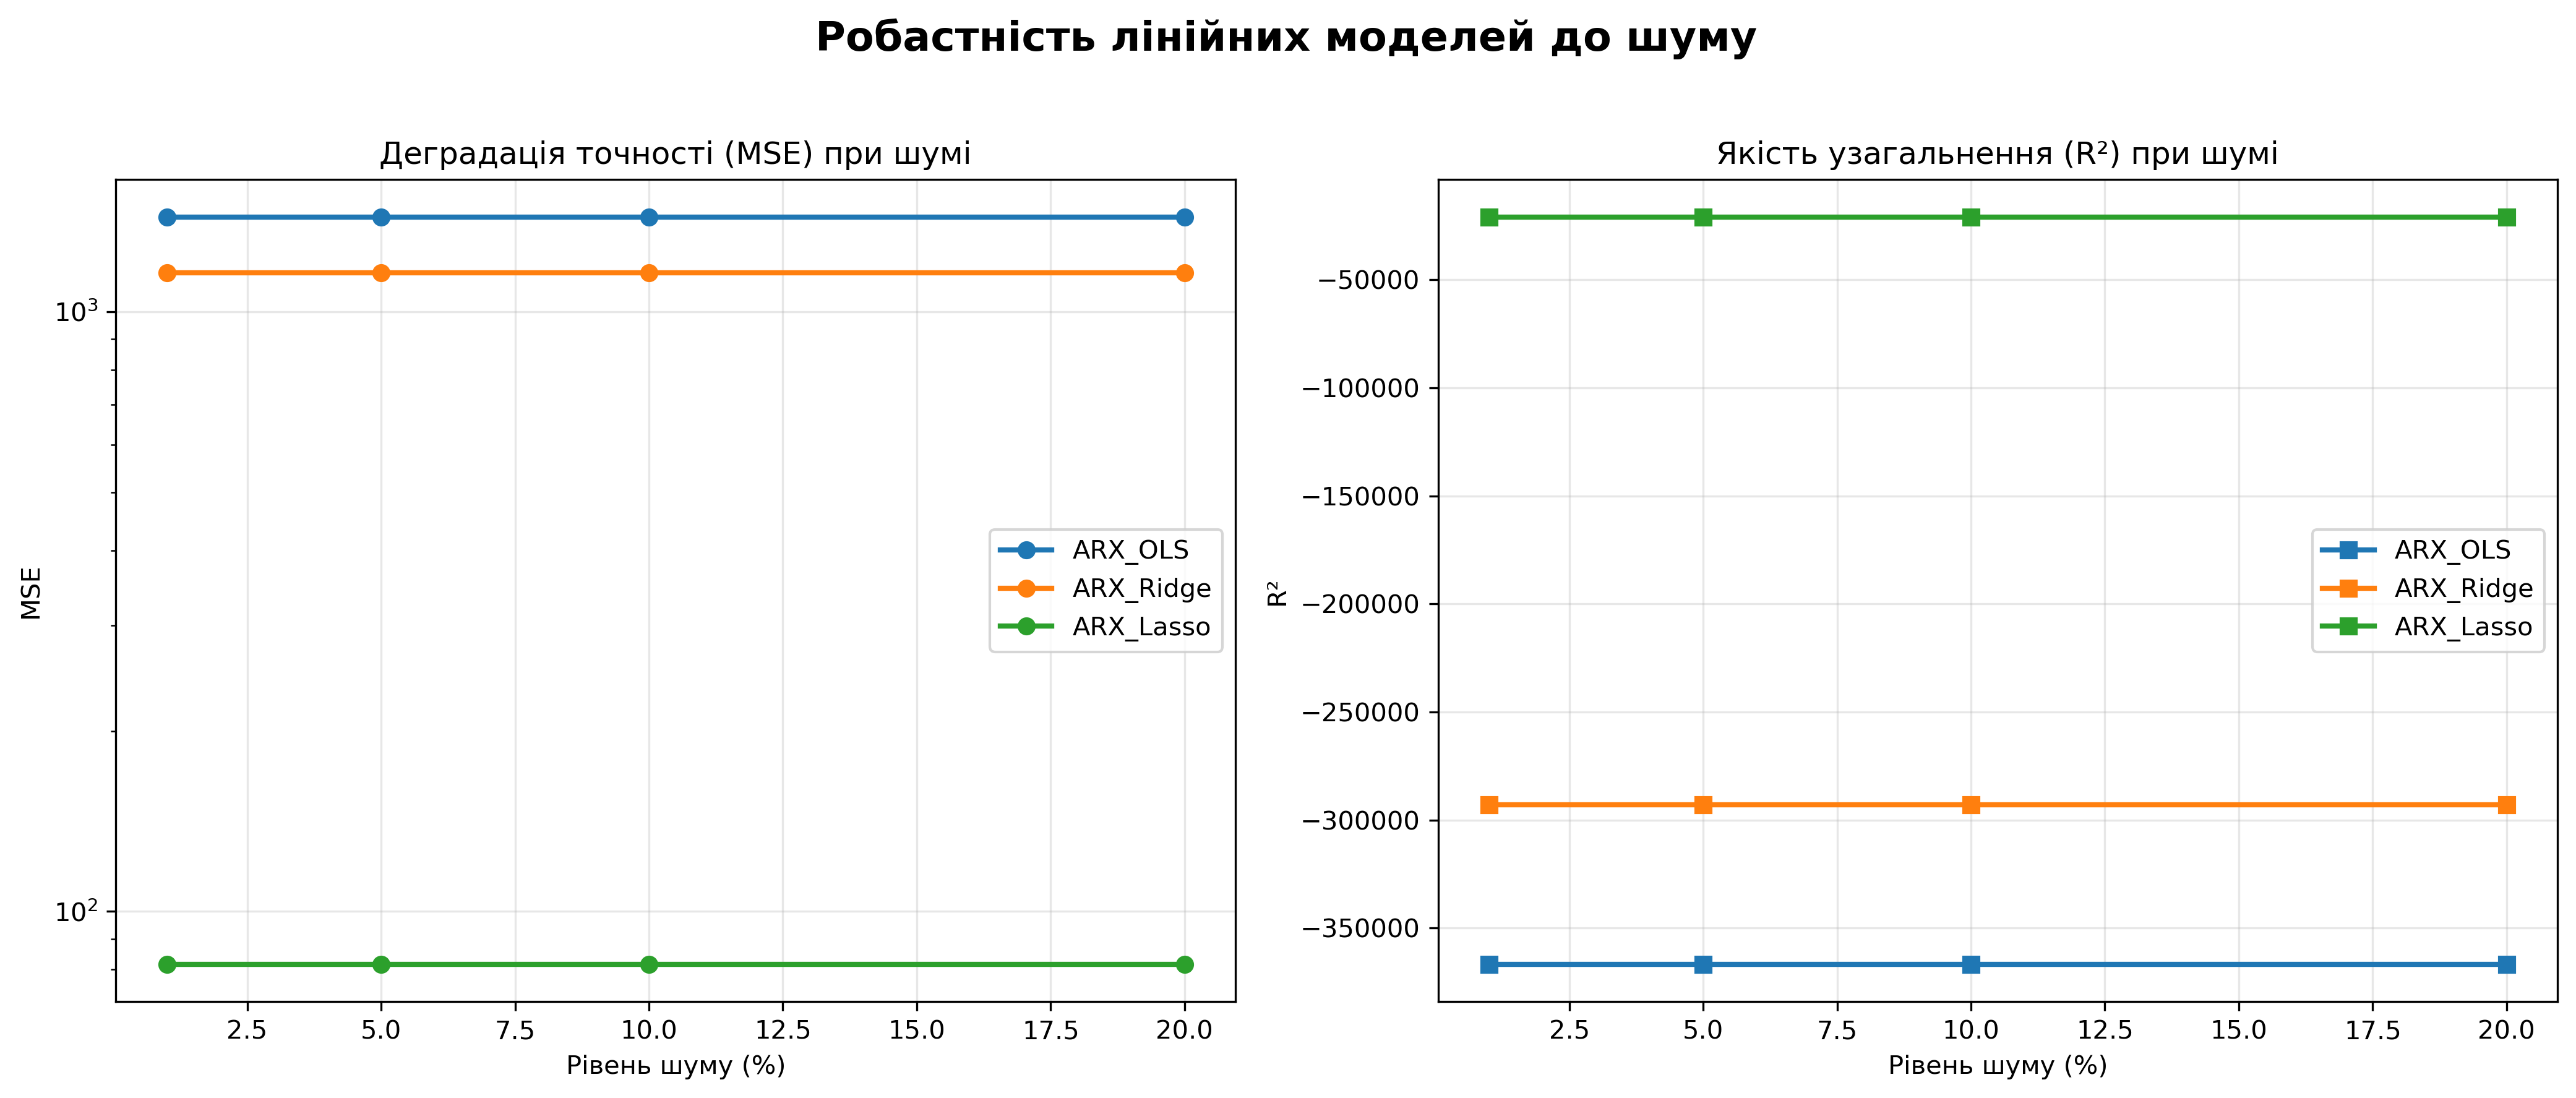 Робастність лінійних моделей до шуму
Деградація точності (MSE) при шумі
10³
10²
MSE
ARX_OLS
ARX_Ridge
ARX_Lasso
2.5 5.0 7.5 10.0 12.5 15.0 17.5 20.0
Рівень шуму (%)
Якість узагальнення (R²) при шумі
−50000
−100000
−150000
−200000
−250000
−300000
−350000
R²
ARX_OLS
ARX_Ridge
ARX_Lasso
2.5 5.0 7.5 10.0 12.5 15.0 17.5 20.0
Рівень шуму (%)